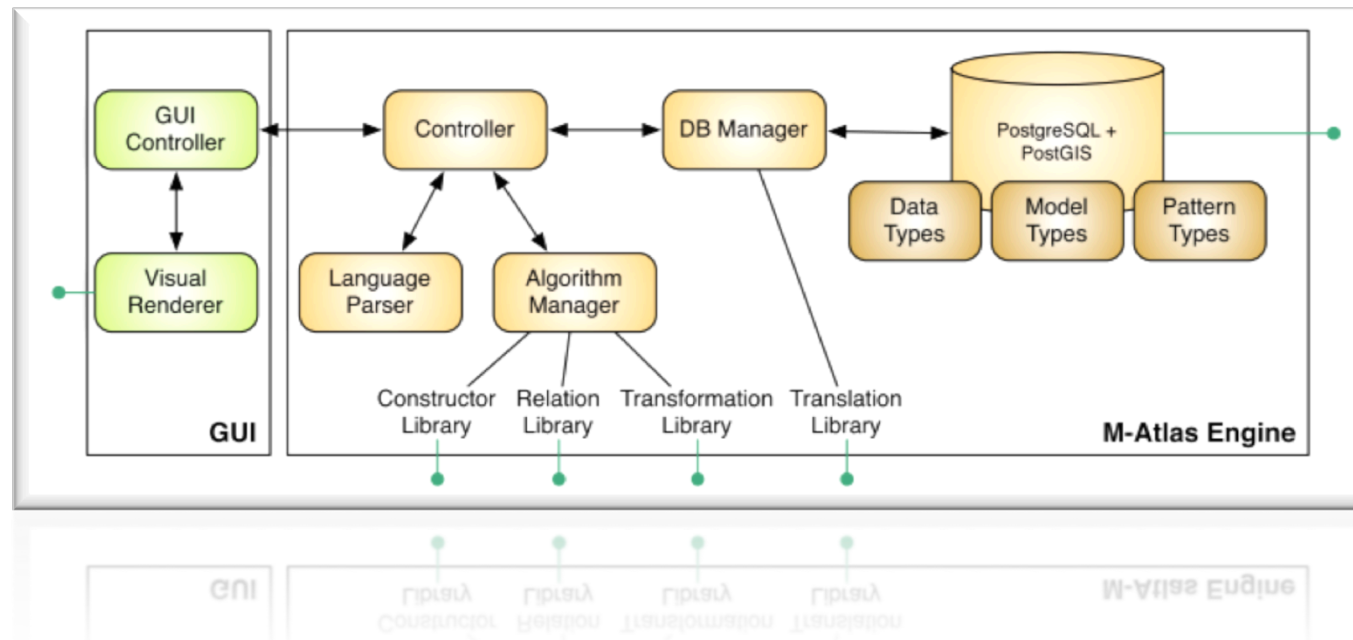 GUI
Controller
Visual
Renderer
GUI
Controller
DB Manager
PostgreSQL +
PostGIS
Data
Types
Model
Types
Pattern
Types
Language
Parser
Algorithm
Manager
Constructor
Library
Relation
Library
Transformation
Library
Translation
Library
M-Atlas Engine